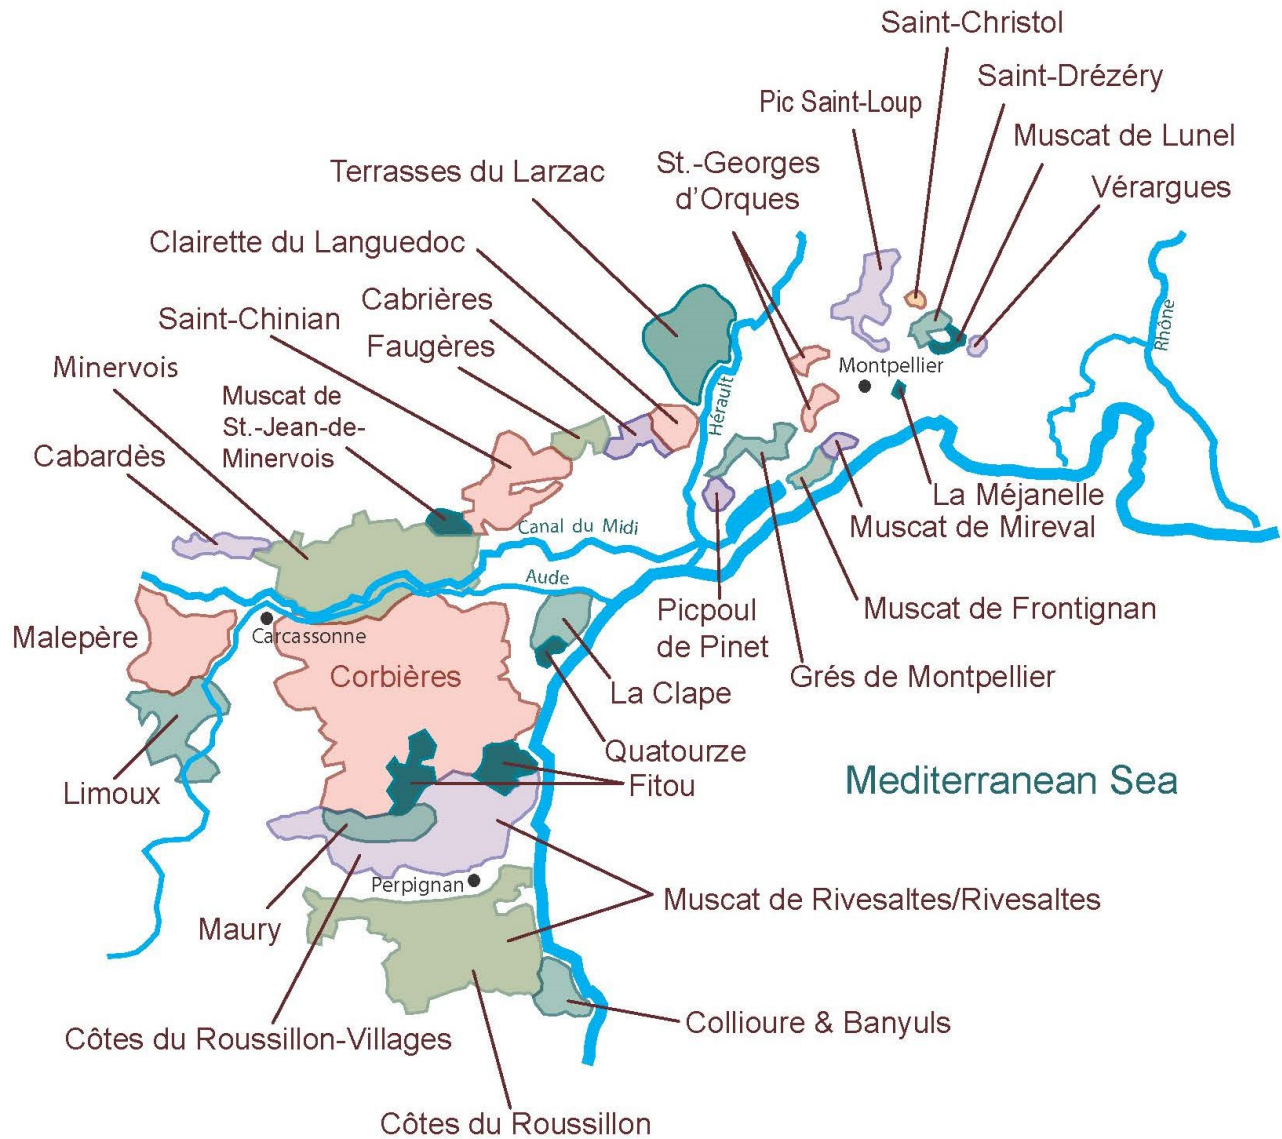 Saint-Christol
Saint-Drézéry
Pic Saint-Loup
Muscat de Lunel
St.-Georges
d'Orques
Terrasses du Larzac
Vérargues
Clairette du Languedoc
Cabrières
Saint-Chinian
Faugères
Minervois
Muscat de
St.-Jean-de-
Minervois
Cabardès
Montpellier
Rhône
Hérault
La Méjanelle
Muscat de Mireval
Canal du Midi
Aude
Picpoul
de Pinet
Muscat de Frontignan
Malepère
Carcassonne
Corbières
La Clape
Grés de Montpellier
Quatourze
Fitou
Limoux
Mediterranean Sea
Perpignan
Muscat de Rivesaltes/Rivesaltes
Maury
Côtes du Roussillon-Villages
Collioure & Banyuls
Côtes du Roussillon